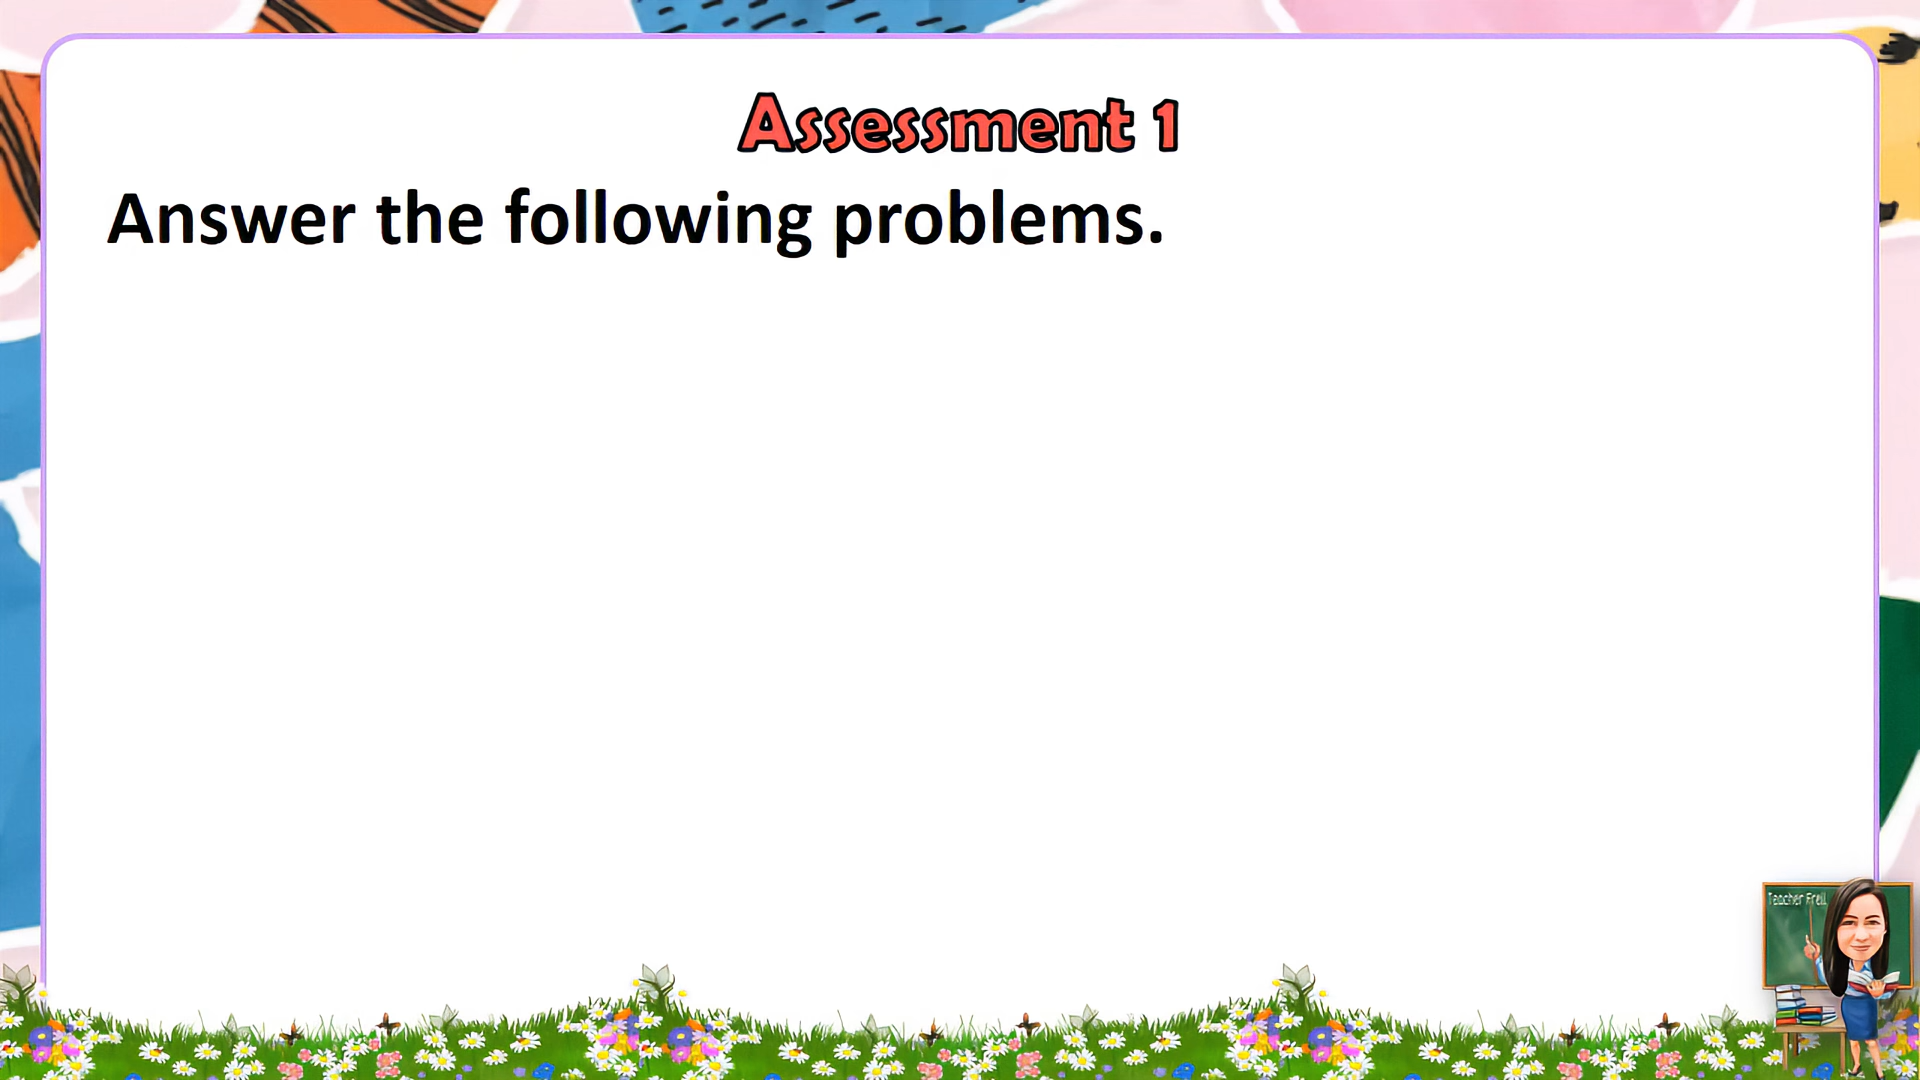 Assessment 1
Answer the following problems.
Teacher Frell